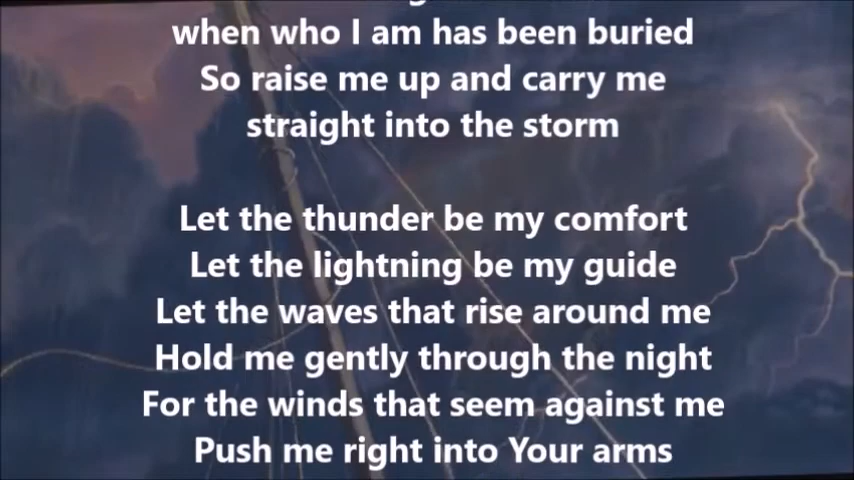 when who I am has been buried
So raise me up and carry me
straight into the storm
Let the thunder be my comfort
Let the lightning be my guide
Let the waves that rise around me
Hold me gently through the night
For the winds that seem against me
Push me right into Your arms